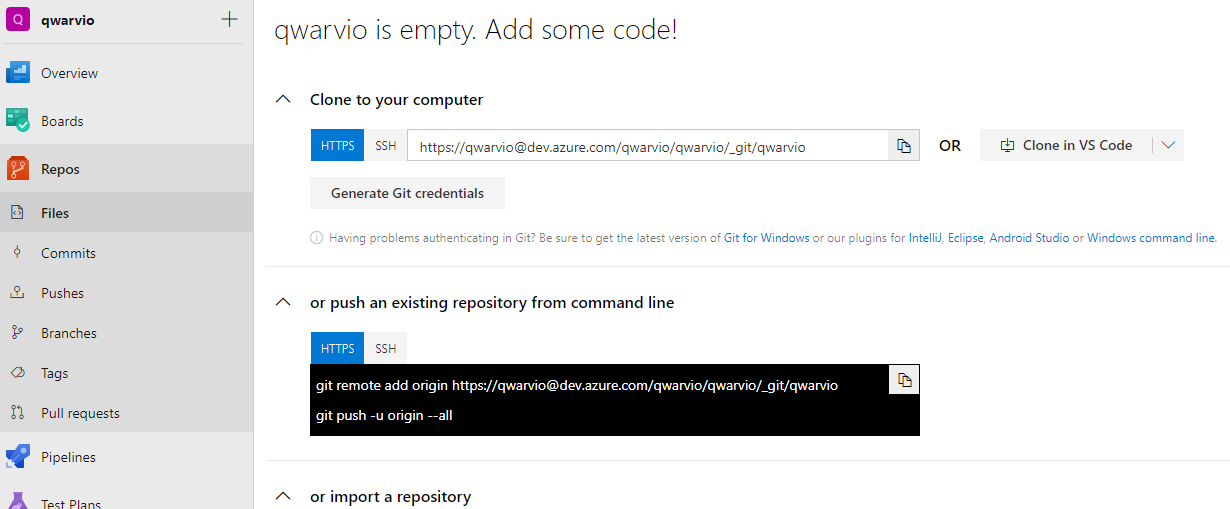 Q qwarvio
Overview
Boards
Repos
Files
Commits
Pushes
Branches
Tags
Pull requests
Pipelines
Test Plans
qwarvio is empty. Add some code!
Clone to your computer
HTTPS SSH https://qwarvio@dev.azure.com/qwarvio/qwarvio/_git/qwarvio OR Clone in VS Code
Generate Git credentials
Having problems authenticating in Git? Be sure to get the latest version of Git for Windows or our plugins for IntelliJ, Eclipse, Android Studio or Windows command line.
or push an existing repository from command line
HTTPS SSH
git remote add origin https://qwarvio@dev.azure.com/qwarvio/qwarvio/_git/qwarvio
git push -u origin --all
or import a repository